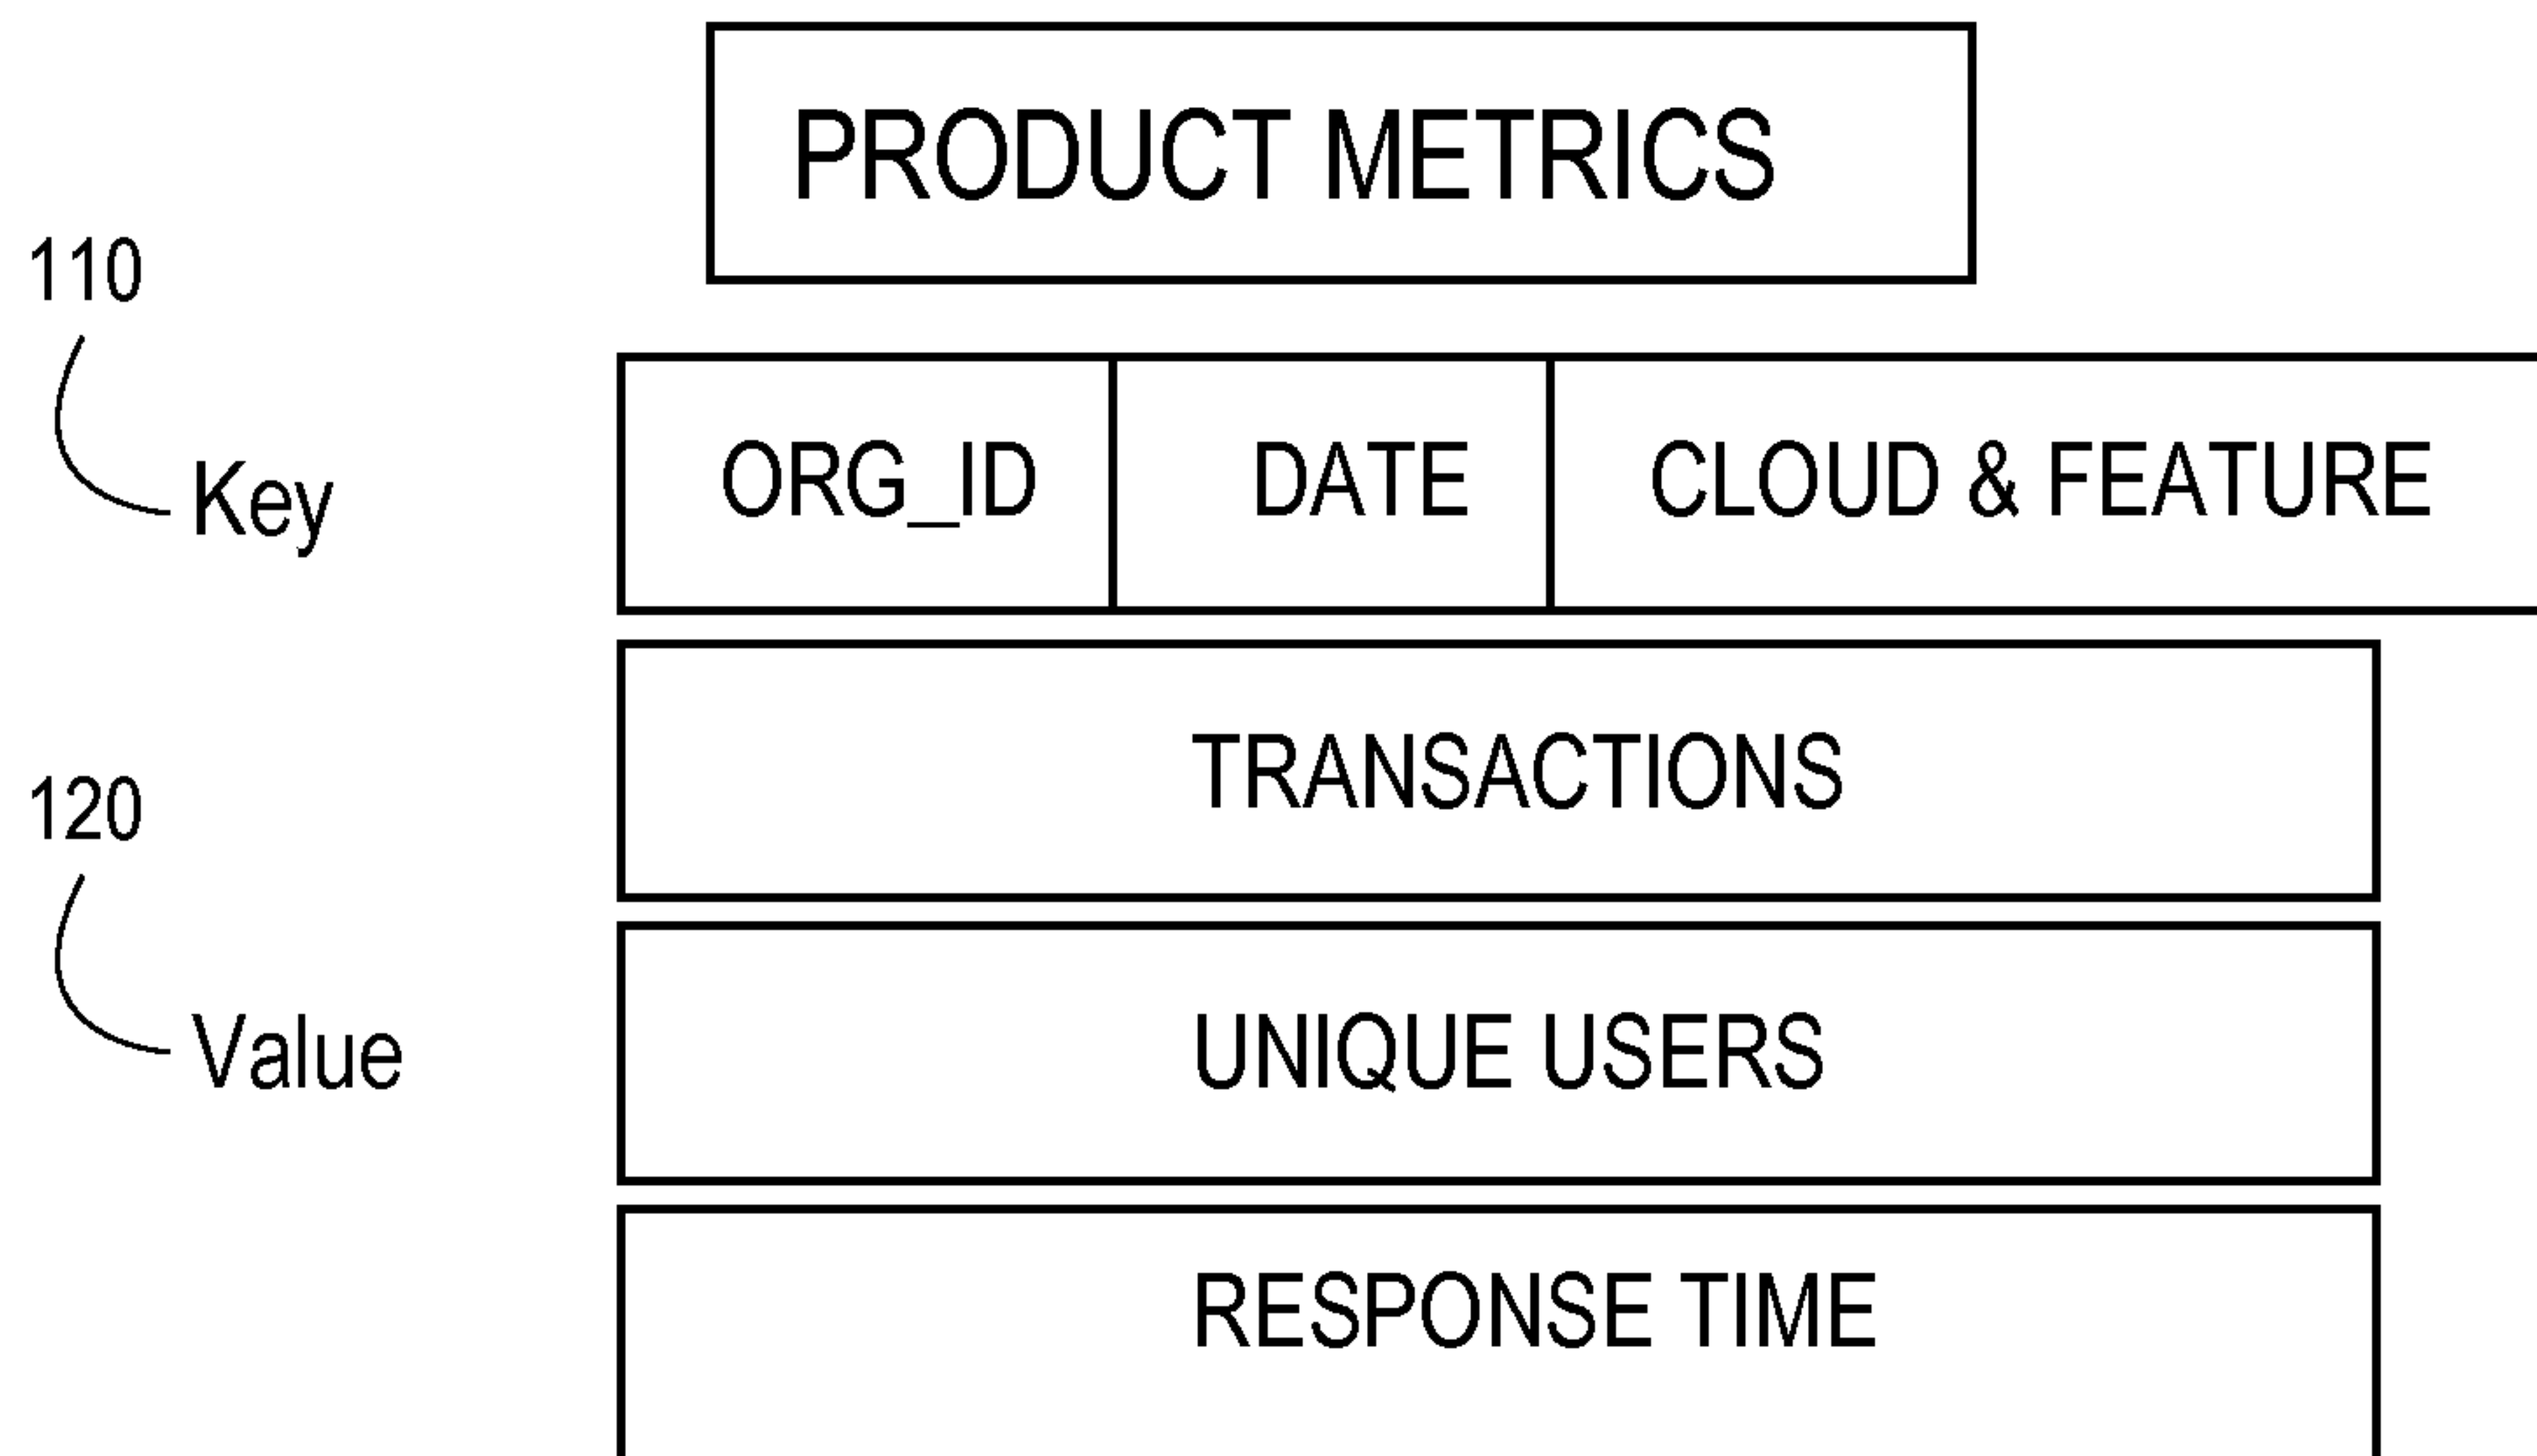 PRODUCT METRICS
110
Key
ORG_ID
DATE
CLOUD & FEATURE
TRANSACTIONS
120
Value
UNIQUE USERS
RESPONSE TIME